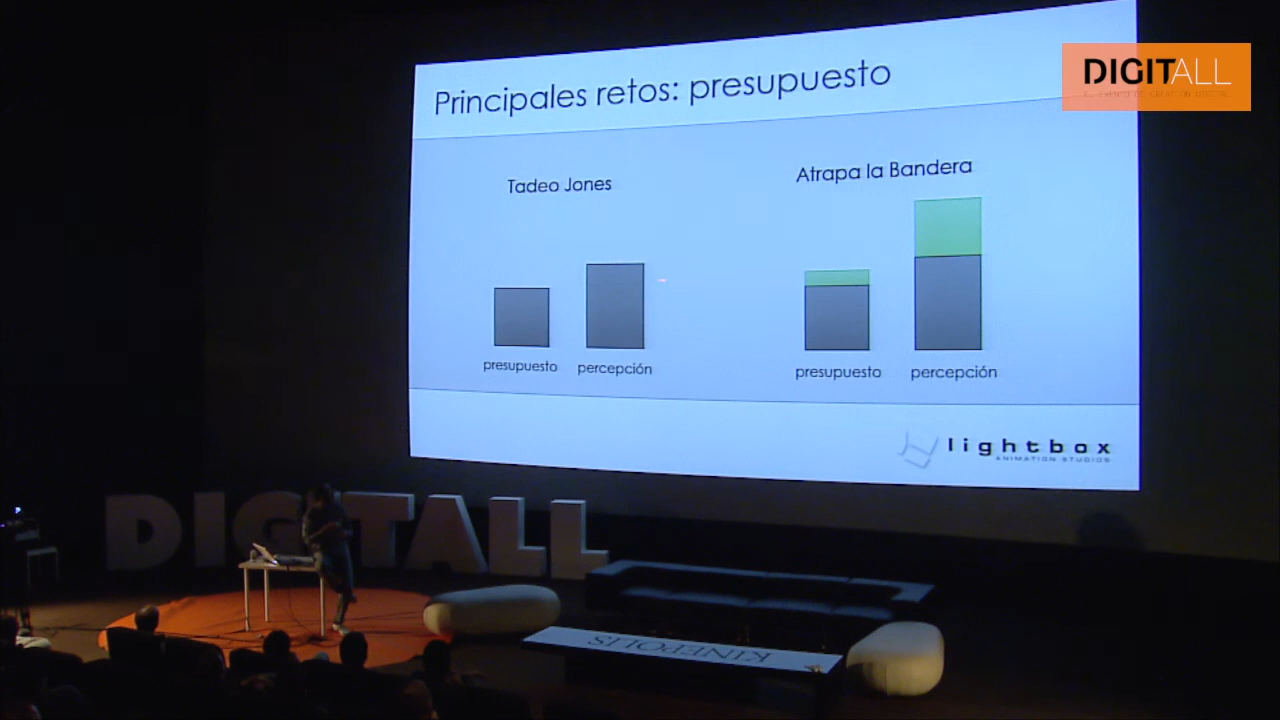 Principales retos: presupuesto
DIGITALL
Tadeo Jones
Atrapa la Bandera
presupuesto
percepción
presupuesto
percepción
lightbox
ANIMATION STUDIOS
DIGITALL
KINEPOLIS